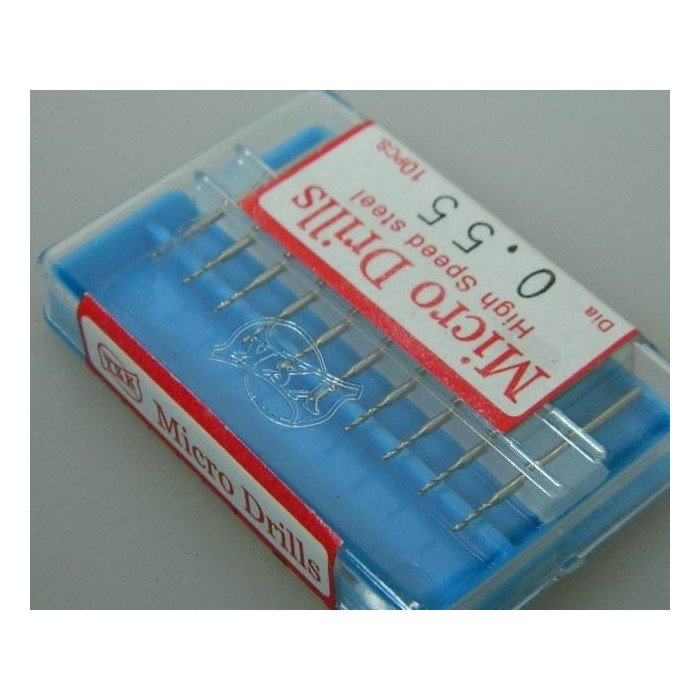 Micro Drills
High Speed steel
Dia 0.55 10PCS
Micro Drills